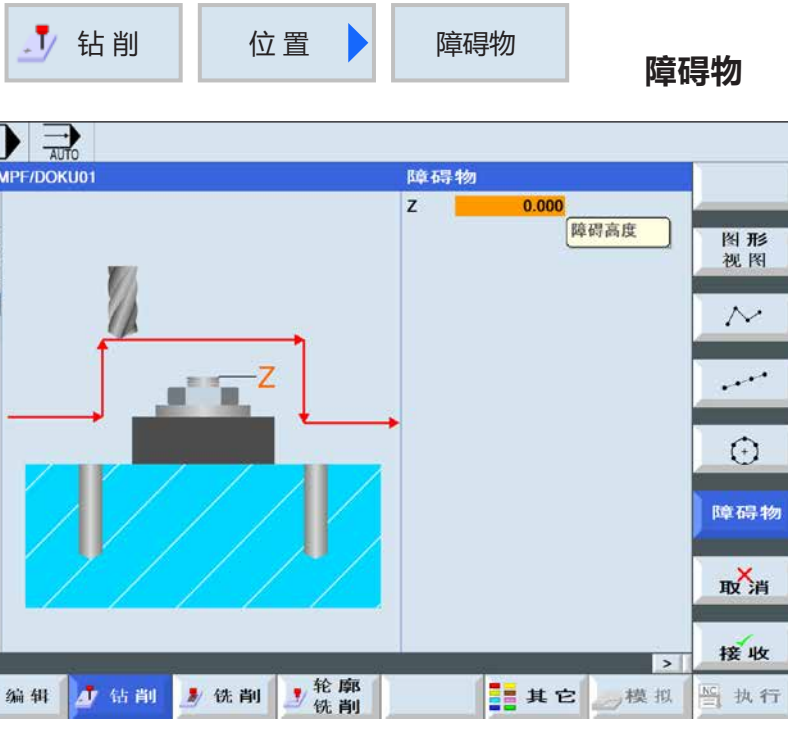 钻削
位置
障碍物
障碍物
AUTO
MPF/DOKU01
障碍物
Z
0.000
障碍高度
Z
图形
视图
障碍物
取消
接收
>
编辑
钻削
铣削
轮廓
铣削
其它
模拟
NC
执行